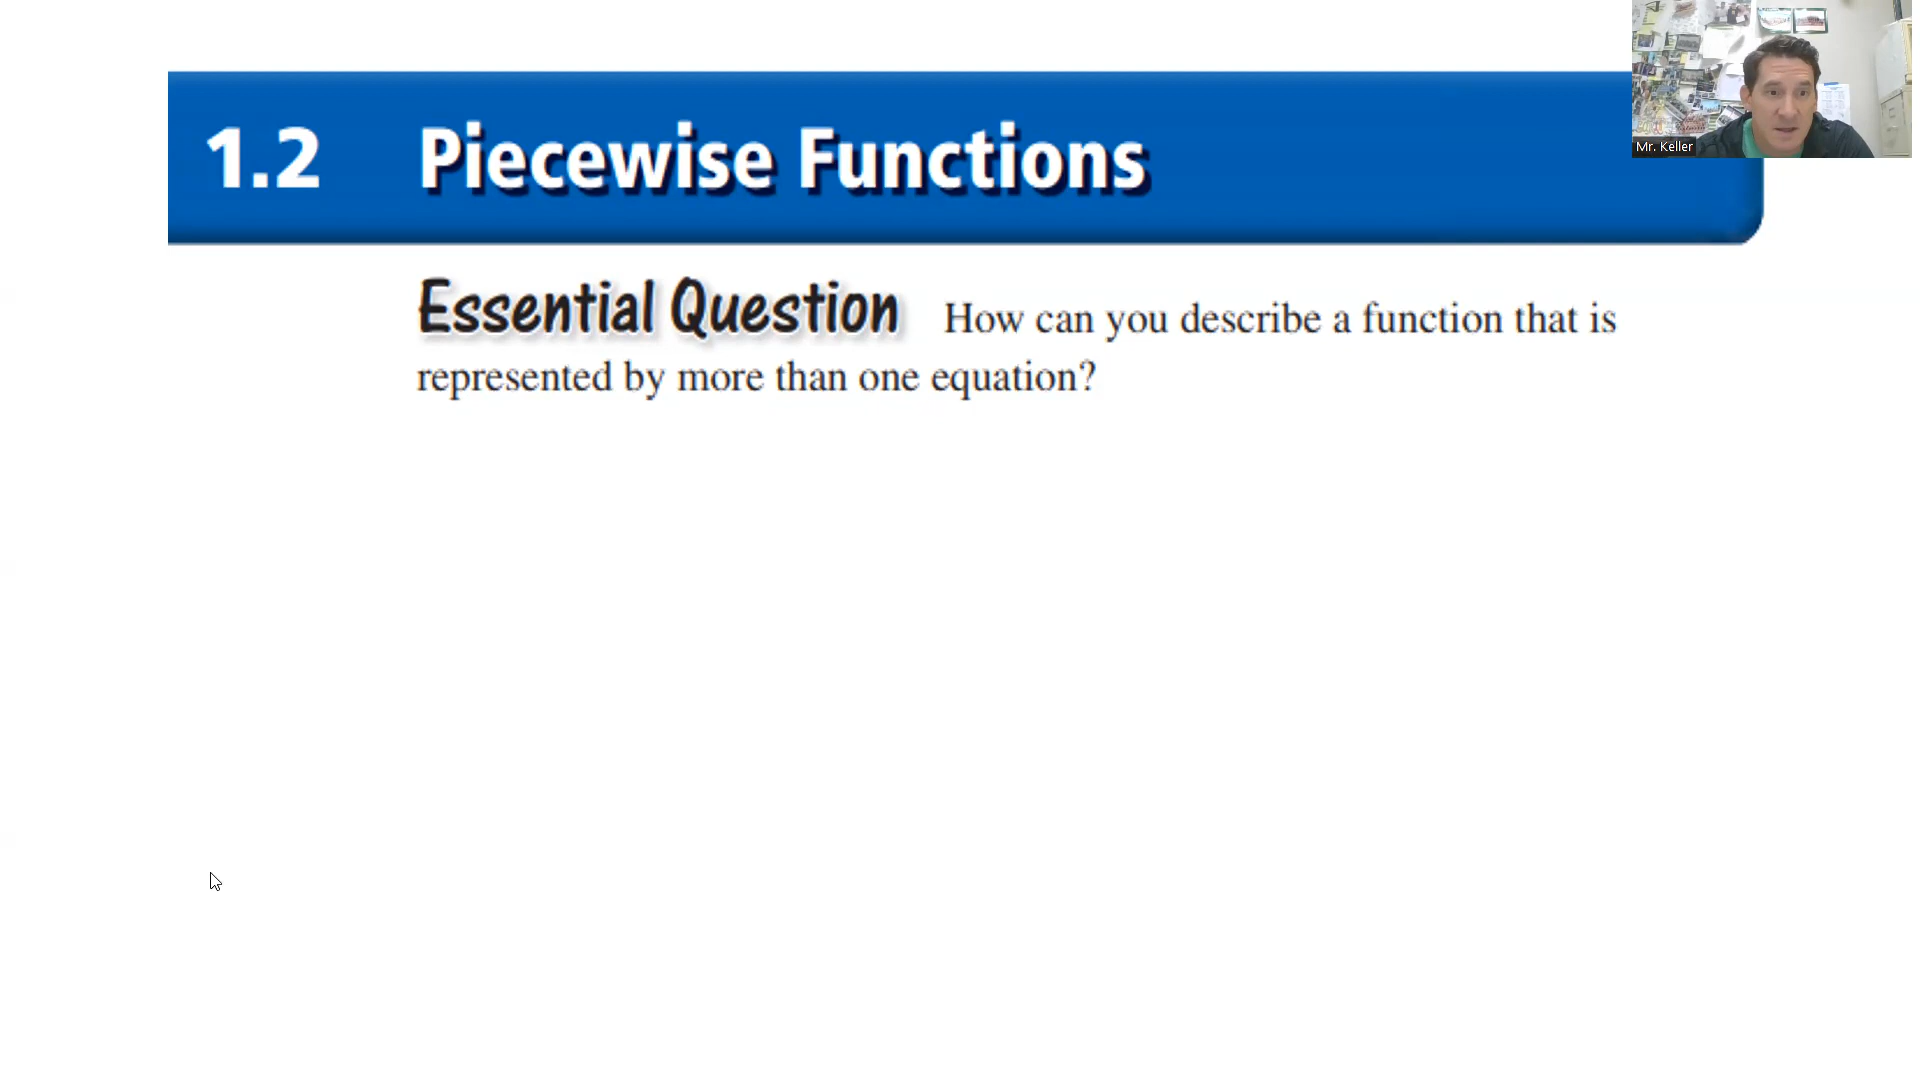 1.2 Piecewise Functions
Mr. Keller
Essential Question How can you describe a function that is
represented by more than one equation?